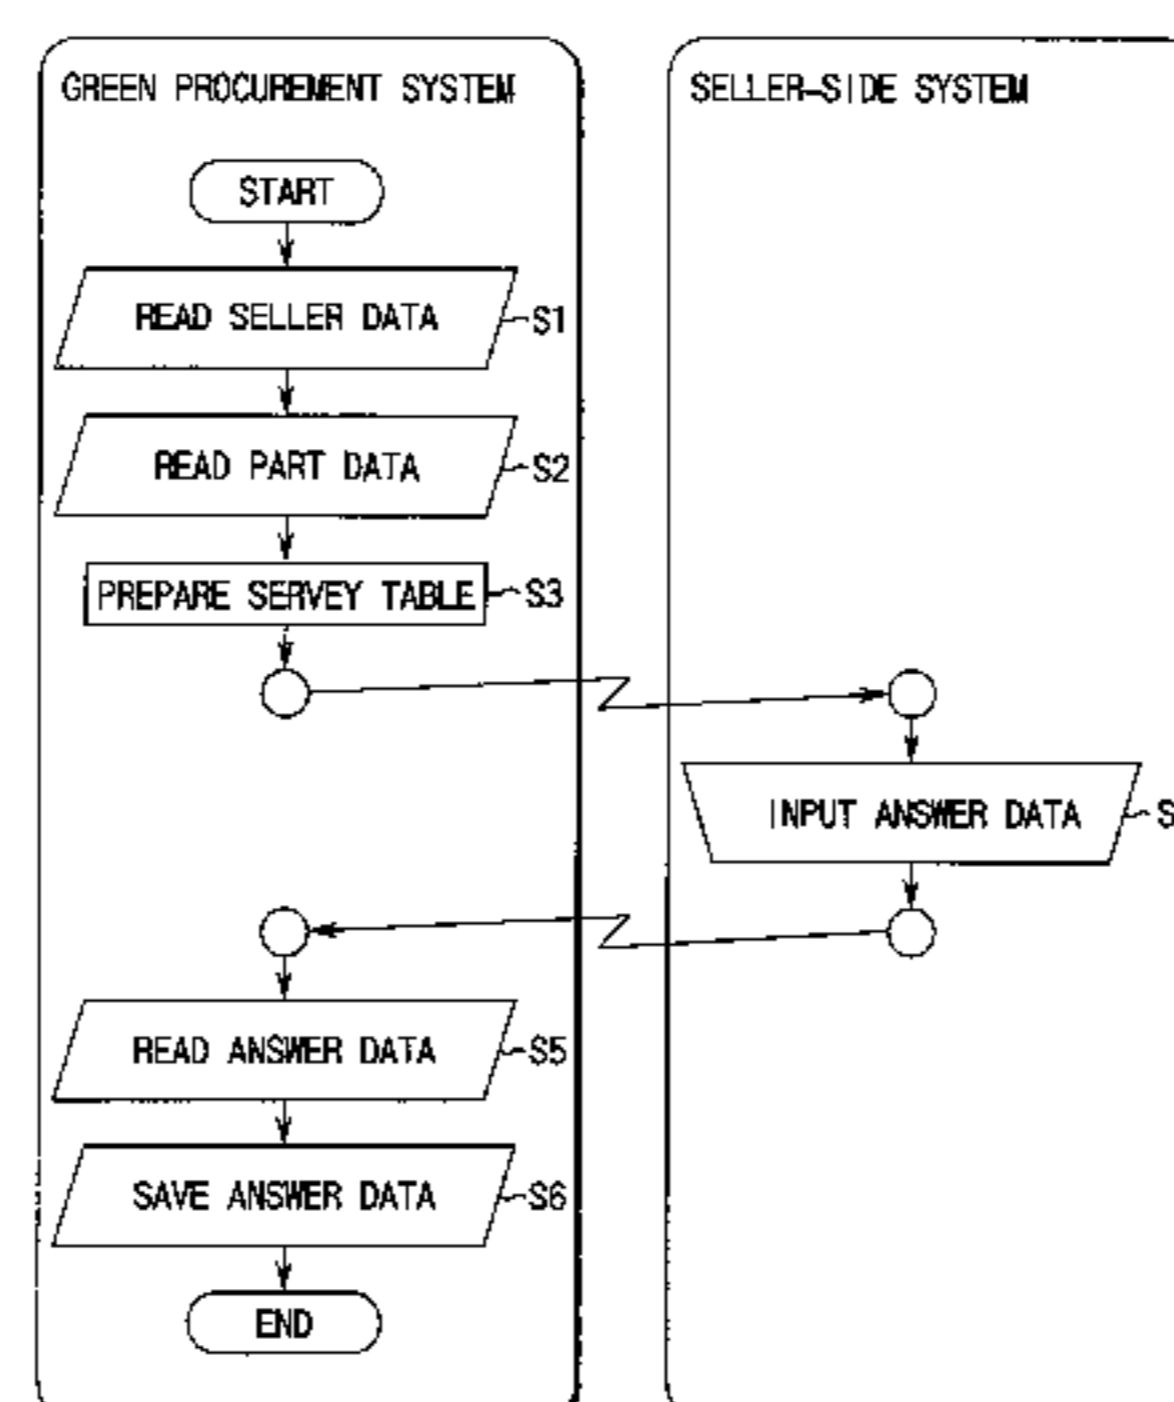 GREEN PROCUREMENT SYSTEM
SELLER-SIDE SYSTEM
START
READ SELLER DATA S1
READ PART DATA S2
PREPARE SERVEY TABLE S3
INPUT ANSWER DATA S
READ ANSWER DATA S5
SAVE ANSWER DATA S6
END